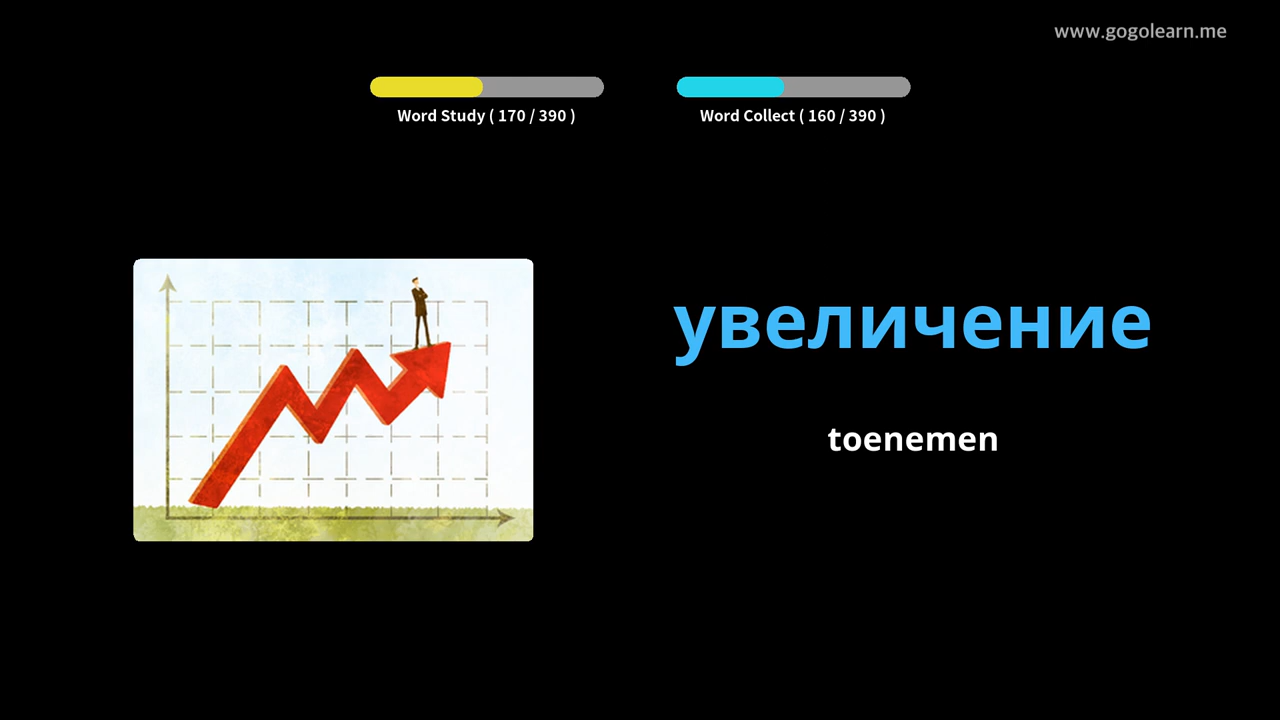 www.gogolearn.me
Word Study ( 170 / 390 )
Word Collect ( 160 / 390 )
увеличение
toenemen